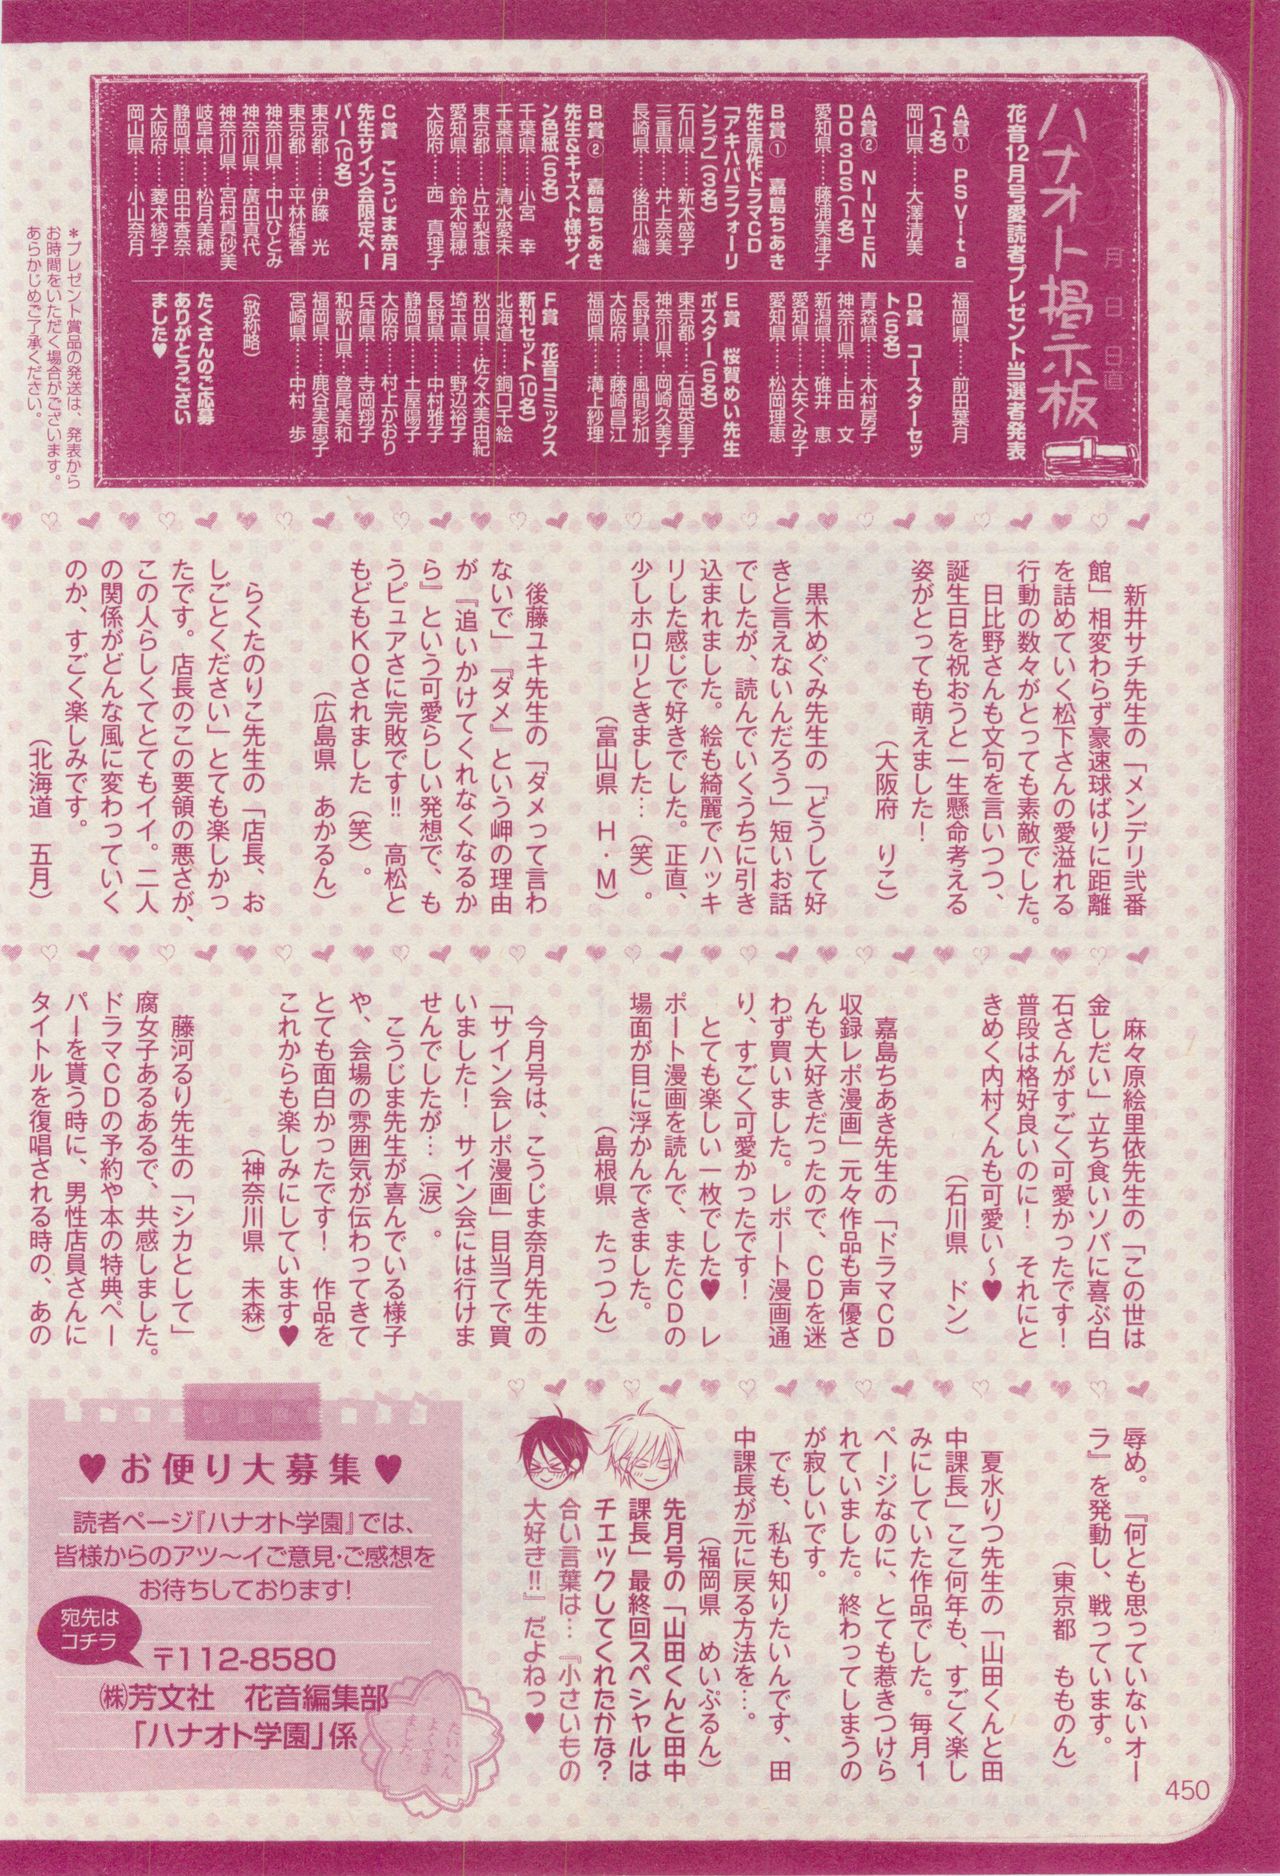 月　日　日直
ハナオト掲示板
花音12月号愛読者プレゼント当選者発表
A賞①　PS Vita
(1名)
岡山県……大澤清美
A賞②　NINTEN
DO 3DS(1名)
愛知県……藤浦美津子
B賞①　嘉島ちあき
先生原作ドラマCD
「アキハバラフォーリ
ンラブ」(3名)
石川県……新木盛子
三重県……井上奈美
長崎県……後田小織
B賞②　嘉島ちあき
先生&キャスト様サイ
ン色紙(5名)
千葉県……小宮　幸
千葉県……清水愛未
東京都……片平梨恵
愛知県……鈴木智穂
大阪府……西　真理子
C賞　こうじま奈月
先生サイン会限定ペー
パー(10名)
東京都……伊藤　光
東京都……平林結香
神奈川県…中山ひとみ
神奈川県…廣田真代
神奈川県…宮村真砂美
岐阜県……松月美穂
静岡県……田中香奈
大阪府……菱木綾子
岡山県……小山奈月
福岡県……前田葉月
D賞　コースターセッ
ト(5名)
青森県……木村房子
神奈川県…上田　文
新潟県……碓井　恵
愛知県……大矢くみ子
愛知県……松岡理恵
E賞　桜賀めい先生
ポスター(5名)
東京都……石岡英里子
神奈川県…岡崎久美子
長野県……風間彩加
大阪府……藤崎昌江
福岡県……溝上紗理
F賞　花音コミックス
新刊セット(10名)
北海道……銅口千絵
秋田県…佐々木美由紀
埼玉県……野辺裕子
長野県……中村雅子
静岡県……土屋陽子
大阪府……村上かおり
兵庫県……寺岡翔子
和歌山県…登尾美和
福岡県……鹿谷実恵子
宮崎県……中村　歩
(敬称略)
たくさんのご応募
ありがとうござい
ました♥
＊プレゼント賞品の発送は、発表から
お時間をいただく場合がございます。
あらかじめご了承ください。
　新井サチ先生の「メンデリ弐番
館」相変わらず豪速球ばりに距離
を詰めていく松下さんの愛溢れる
行動の数々がとっても素敵でした。
　日比野さんも文句を言いつつ、
誕生日を祝おうと一生懸命考える
姿がとっても萌えました！
（大阪府　りこ）
　黒木めぐみ先生の「どうして好
きと言えないんだろう」短いお話
でしたが、読んでいくうちに引き
込まれました。絵も綺麗でハッキ
リした感じで好きでした。正直、
少しホロリときました…（笑）。
（富山県　H・M）
　後藤ユキ先生の「ダメって言わ
ないで」『ダメ』という岬の理由
が『追いかけてくれなくなるか
ら』という可愛らしい発想で、も
うピュアさに完敗です!!　高松と
もどもKOされました（笑）。
（広島県　あかるん）
　らくたのりこ先生の「店長、お
しごとください」とても楽しかっ
たです。店長のこの要領の悪さが、
この人らしくてとてもイイ。二人
の関係がどんな風に変わっていく
のか、すごく楽しみです。
（北海道　五月）
　麻々原絵里依先生の「この世は
金しだい」立ち食いソバに喜ぶ白
石さんがすごく可愛かったです！
普段は格好良いのに！　それにと
きめく内村くんも可愛い〜♥
（石川県　ドン）
　嘉島ちあき先生の「ドラマCD
収録レポ漫画」元々作品も声優さ
んも大好きだったので、CDを迷
わず買いました。レポート漫画通
り、すごく可愛かったです！
　とても楽しい一枚でした♥　レ
ポート漫画を読んで、またCDの
場面が目に浮かんできました。
（島根県　たっつん）
　今月号は、こうじま奈月先生の
「サイン会レポ漫画」目当てで買
いました！　サイン会には行けま
せんでしたが…（涙）。
　こうじま先生が喜んでいる様子
や、会場の雰囲気が伝わってきて
とても面白かったです！　作品を
これからも楽しみにしています♥
（神奈川県　未森）
　藤河るり先生の「シカとして」
腐女子あるあるで、共感しました。
ドラマCDの予約や本の特典ペー
パーを貰う時に、男性店員さんに
タイトルを復唱される時の、あの
辱め。『何とも思っていないオー
ラ』を発動し、戦っています。
（東京都　もものん）
　夏水りつ先生の「山田くんと田
中課長」ここ何年も、すごく楽し
みにしていた作品でした。毎月1
ページなのに、とても惹きつけら
れていました。終わってしまうの
が寂しいです。
　でも、私も知りたいんです、田
中課長が元に戻る方法を…。
（福岡県　めいぷるん）
先月号の「山田くんと田中
課長」最終回スペシャルは
チェックしてくれたかな？
合い言葉は…『小さいもの
大好き!!』だよねっ♥
♥お便り大募集♥
読者ページ『ハナオト学園』では、
皆様からのアツ〜イご意見・ご感想を
お待ちしております！
宛先は
コチラ
〒112-8580
㈱芳文社　花音編集部
「ハナオト学園」係
たいへん
よくでき
ました
450